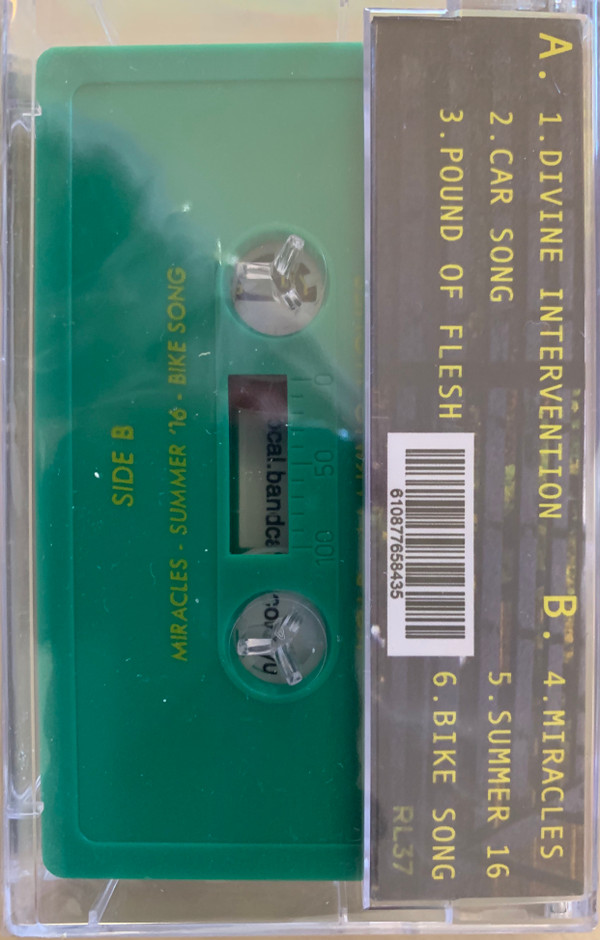 A. 1.DIVINE INTERVENTION
2.CAR SONG
3.POUND OF FLESH
B. 4.MIRACLES
5.SUMMER 16
6.BIKE SONG
RL37
610877658435
SIDE B
MIRACLES - SUMMER '16 - BIKE SONG
0 50 100